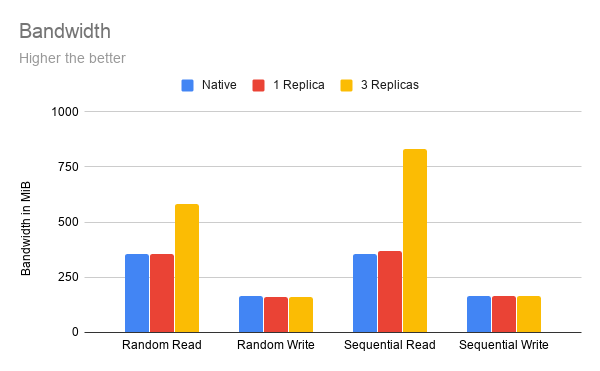 Bandwidth
Higher the better
Native 1 Replica 3 Replicas
1000
750
500
250
0
Bandwidth in MiB
Random Read Random Write Sequential Read Sequential Write